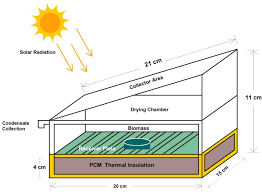 Solar Radiation
21 cm
Collector Area
Condensate
Collection
Drying Chamber
11 cm
Biomass
Receiver Plate
4 cm
PCM Thermal Insulation
15 cm
20 cm